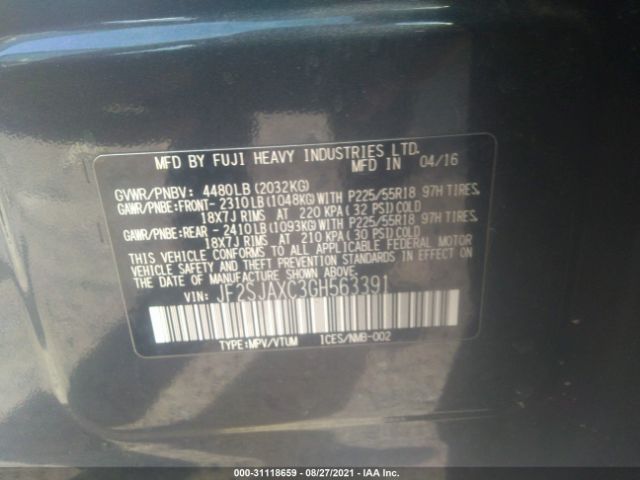 MFD BY FUJI HEAVY INDUSTRIES LTD.
MFD IN 04/16
GVWR/PNBV: 4480LB(2032KG)
GAWR/PNBE:FRONT-2310LB(1048KG)WITH P225/55R18 97H TIRES,
18X7J RIMS AT 220 KPA(32 PSI)COLD
GAWR/PNBE:REAR -2410LB(1093KG)WITH P225/55R18 97H TIRES,
18X7J RIMS AT 210 KPA(30 PSI)COLD
THIS VEHICLE CONFORMS TO ALL APPLICABLE FEDERAL MOTOR
VEHICLE SAFETY, BUMPER, AND THEFT PREVENTION
STANDARDS IN EFFECT ON THE DATE OF
MANUFACTURE SHOWN ABOVE.
VIN: JF2SJAXC3GH563391
TYPE:MPV/VTUM ICES/NMB-002
000-31118659 - 08/27/2021 - IAA Inc.